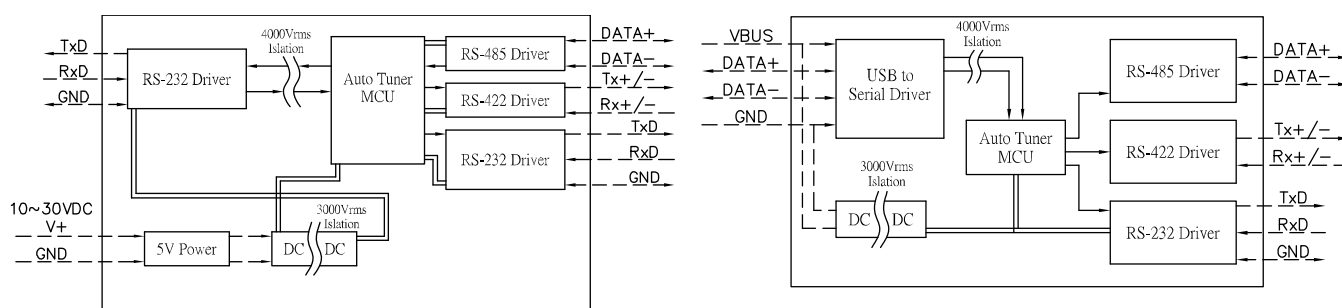 TxD
RxD
GND
RS-232 Driver
4000Vrms
Islation
Auto Tuner
MCU
RS-485 Driver
RS-422 Driver
RS-232 Driver
DATA+
DATA-
Tx+/-
Rx+/-
TxD
RxD
GND
10~30VDC
V+
GND
5V Power
DC
DC
3000Vrms
Islation
VBUS
DATA+
DATA-
GND
USB to
Serial Driver
4000Vrms
Islation
Auto Tuner
MCU
3000Vrms
Islation
DC
DC
RS-485 Driver
RS-422 Driver
RS-232 Driver
DATA+
DATA-
Tx+/-
Rx+/-
TxD
RxD
GND